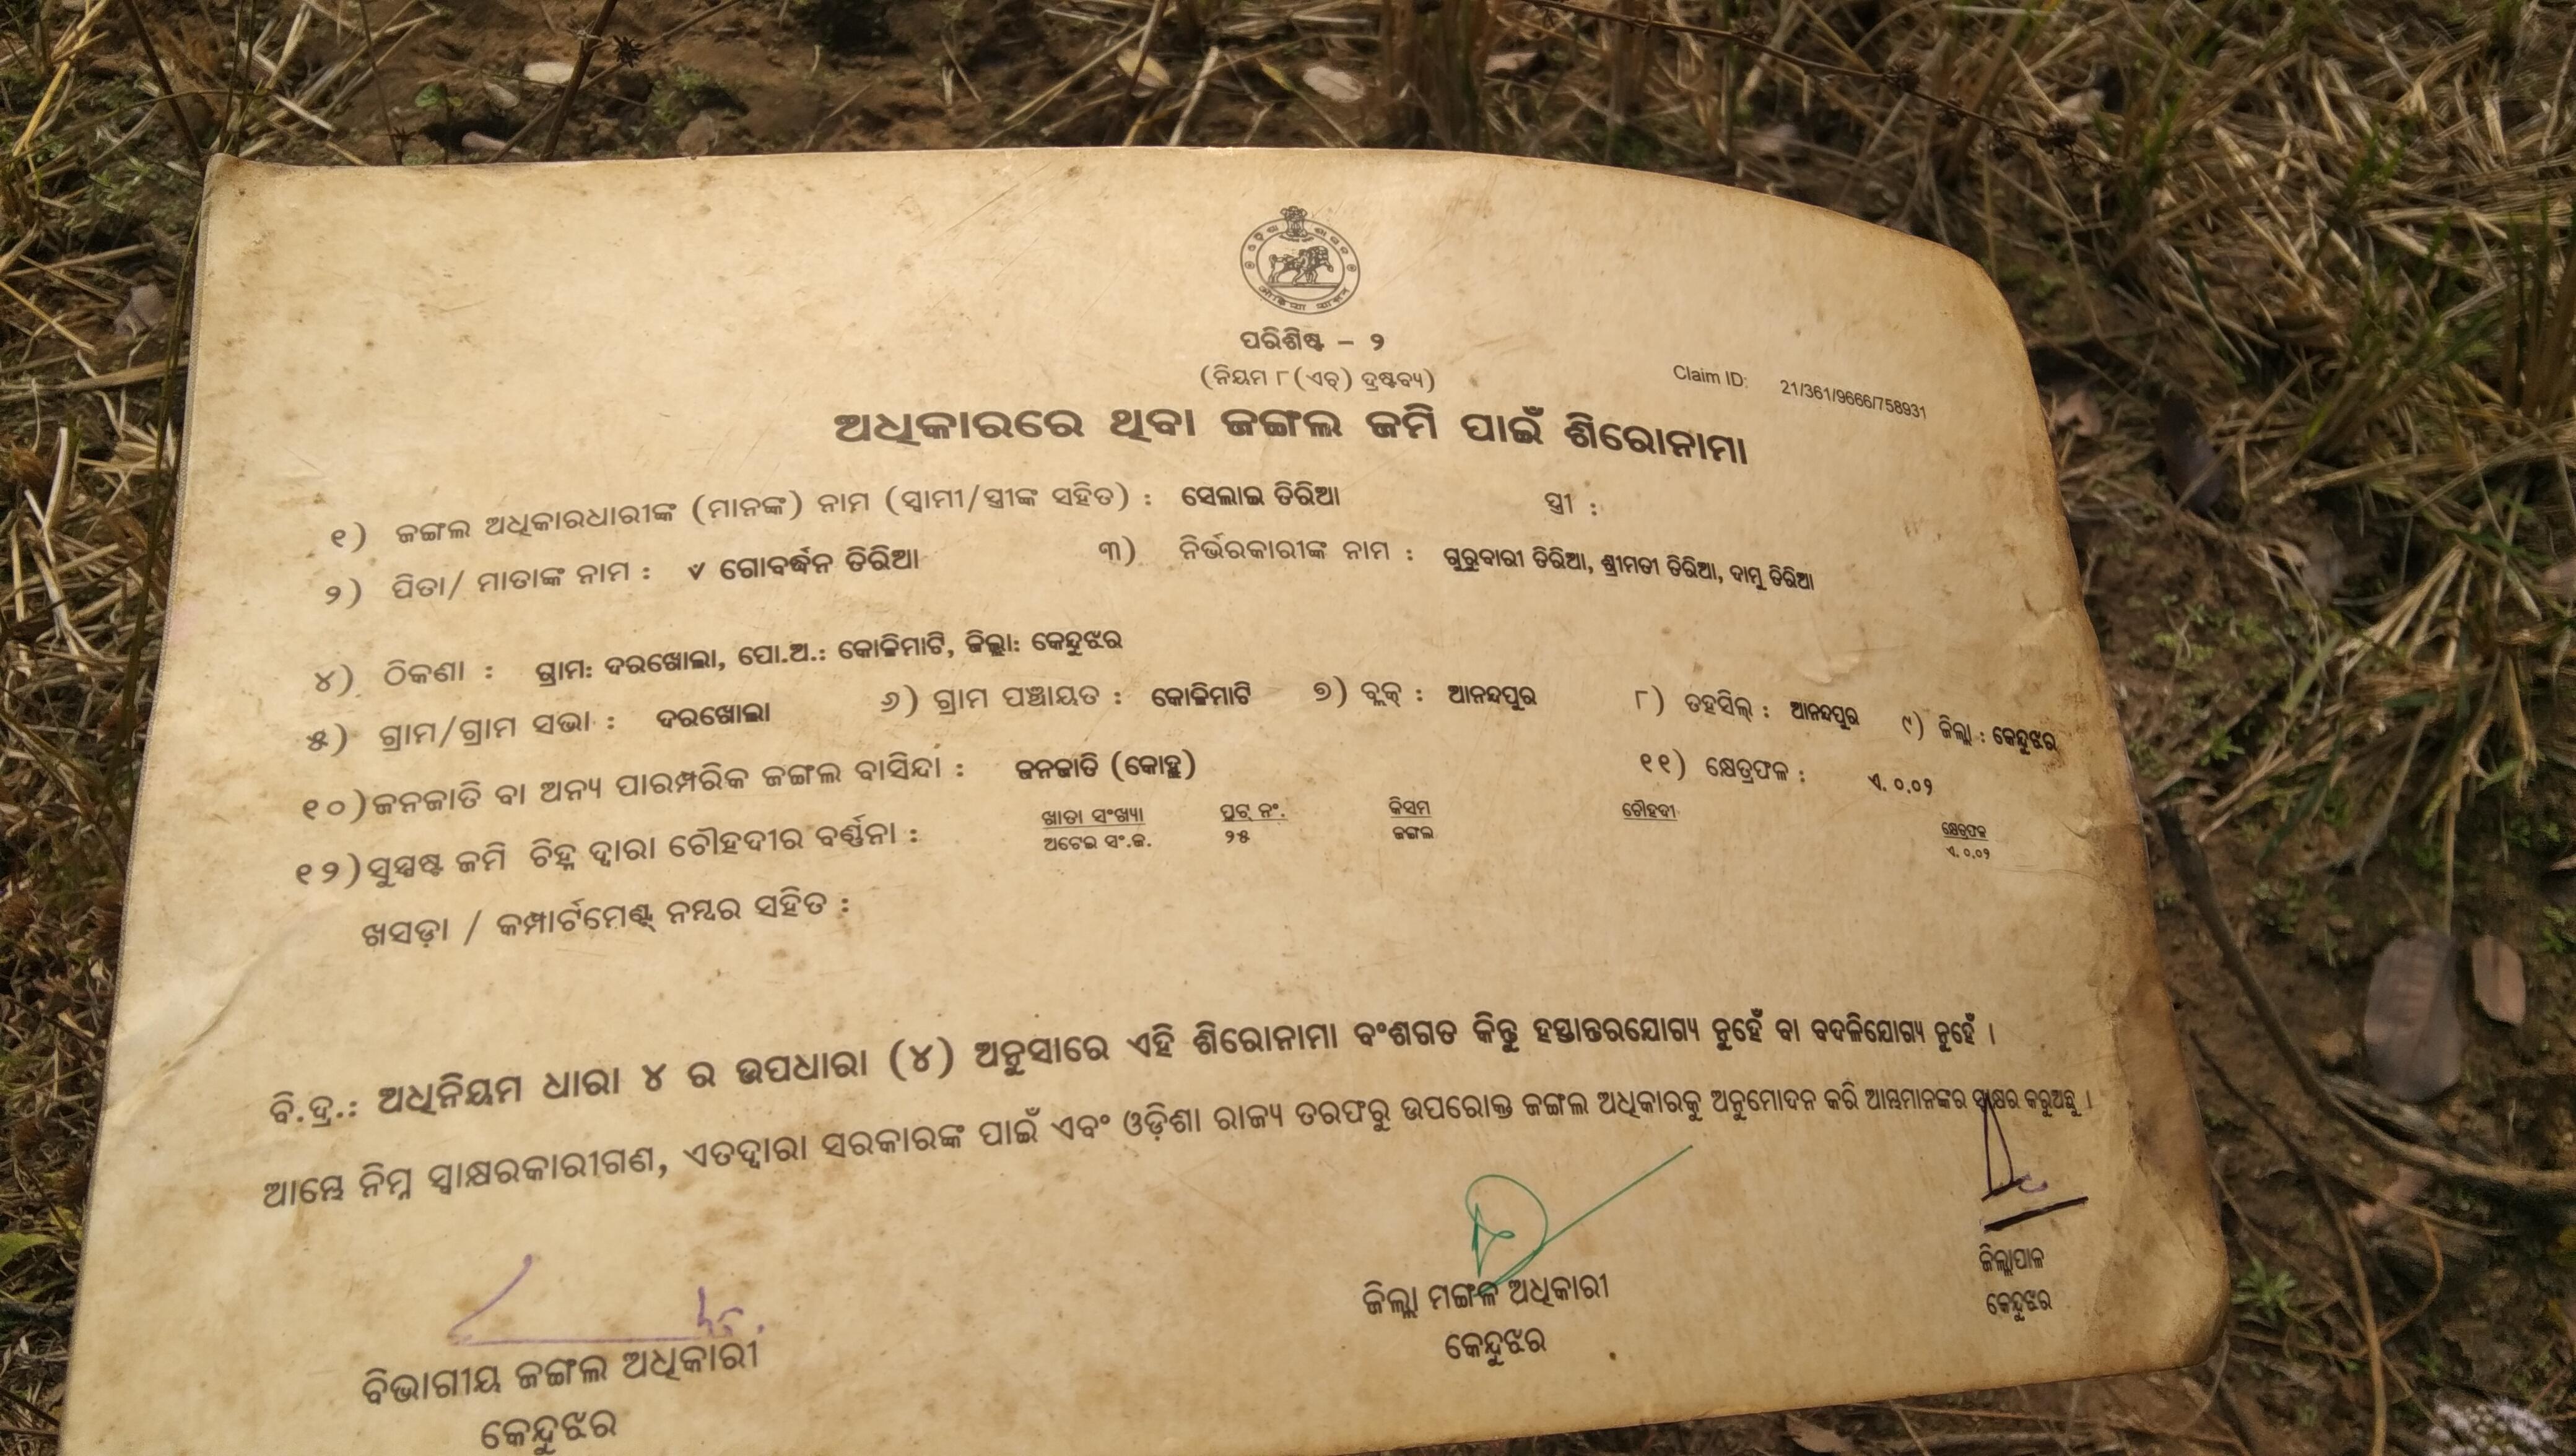 ପରିଶିଷ୍ଟ – ୨
(ନିୟମ ୮(ଏଚ୍) ଦ୍ରଷ୍ଟବ୍ୟ)
Claim ID: 21/361/9666/758931
ଅଧିକାରରେ ଥିବା ଜଙ୍ଗଲ ଜମି ପାଇଁ ଶିରୋନାମା
୧) ଜଙ୍ଗଲ ଅଧିକାରଧାରୀଙ୍କ (ମାନଙ୍କ) ନାମ (ସ୍ୱାମୀ/ସ୍ତ୍ରୀଙ୍କ ସହିତ) : ସେଲାଇ ତିରିଆ ସ୍ତ୍ରୀ :
୨) ପିତା/ ମାତାଙ୍କ ନାମ : ୰ ଗୋବର୍ଦ୍ଧନ ତିରିଆ ୩) ନିର୍ଭରକାରୀଙ୍କ ନାମ : ଗୁରୁବାରୀ ତିରିଆ, ଶ୍ରୀମତୀ ତିରିଆ, ଦାମୁ ତିରିଆ
୪) ଠିକଣା : ଗ୍ରାମ: ଦରଖୋଲା, ପୋ.ଅ.: କୋଳିମାଟି, ଜିଲ୍ଲା: କେନ୍ଦୁଝର
୫) ଗ୍ରାମ/ଗ୍ରାମ ସଭା : ଦରଖୋଲା ୬) ଗ୍ରାମ ପଞ୍ଚାୟତ : କୋଳିମାଟି ୭) ବ୍ଲକ୍ : ଆନନ୍ଦପୁର ୮) ତହସିଲ୍ : ଆନନ୍ଦପୁର ୯) ଜିଲ୍ଲା : କେନ୍ଦୁଝର
୧୦) ଜନଜାତି ବା ଅନ୍ୟ ପାରମ୍ପରିକ ଜଙ୍ଗଲ ବାସିନ୍ଦା : ଜନଜାତି (କୋହ୍ଲ) ୧୧) କ୍ଷେତ୍ରଫଳ : ଏ. ୦.୦୨
୧୨) ସୁସ୍ପଷ୍ଟ ଜମି ଚିହ୍ନ ଦ୍ୱାରା ଚୌହଦୀର ବର୍ଣ୍ଣନା : ଖାତା ସଂଖ୍ୟା ପ୍ଲଟ୍ ନଂ. କିସମ ଚୌହଦୀ କ୍ଷେତ୍ରଫଳ
ଅଟେଇ ସଂ.ଜ. ୨୫ ଜଙ୍ଗଲ ଏ. ୦.୦୨
ଖସଡ଼ା / କମ୍ପାର୍ଟମେଣ୍ଟ୍ ନମ୍ବର ସହିତ :
ବି.ଦ୍ର.: ଅଧିନିୟମ ଧାରା ୪ ର ଉପଧାରା (୪) ଅନୁସାରେ ଏହି ଶିରୋନାମା ବଂଶଗତ କିନ୍ତୁ ହସ୍ତାନ୍ତରଯୋଗ୍ୟ ନୁହେଁ ବା ବଦଳିଯୋଗ୍ୟ ନୁହେଁ ।
ଆମ୍ଭେ ନିମ୍ନ ସ୍ୱାକ୍ଷରକାରୀଗଣ, ଏତଦ୍ୱାରା ସରକାରଙ୍କ ପାଇଁ ଏବଂ ଓଡ଼ିଶା ରାଜ୍ୟ ତରଫରୁ ଉପରୋକ୍ତ ଜଙ୍ଗଲ ଅଧିକାରକୁ ଅନୁମୋଦନ କରି ଆମ୍ଭମାନଙ୍କର ସ୍ୱାକ୍ଷର କରୁଅଛୁ ।
ବିଭାଗୀୟ ଜଙ୍ଗଲ ଅଧିକାରୀ
କେନ୍ଦୁଝର
ଜିଲ୍ଲା ମଙ୍ଗଳ ଅଧିକାରୀ
କେନ୍ଦୁଝର
ଜିଲ୍ଲାପାଳ
କେନ୍ଦୁଝର